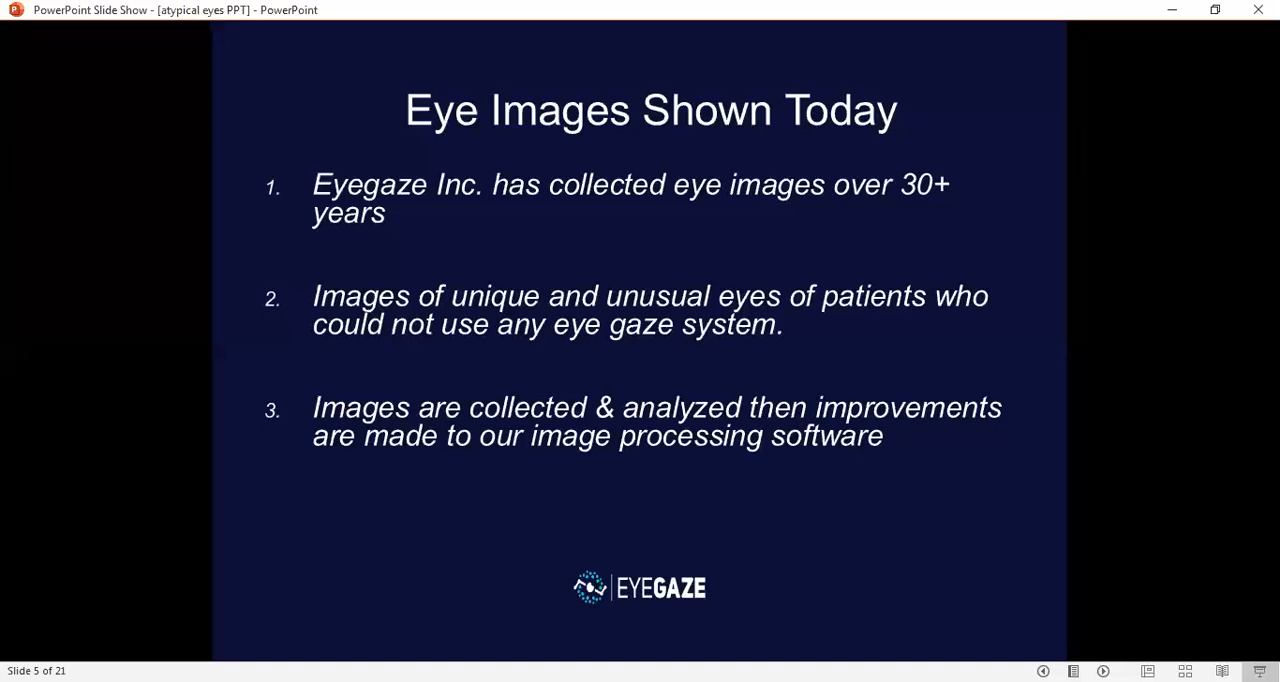 PowerPoint Slide Show - [atypical eyes PPT] - PowerPoint
Eye Images Shown Today
1. Eyegaze Inc. has collected eye images over 30+
years
2. Images of unique and unusual eyes of patients who
could not use any eye gaze system.
3. Images are collected & analyzed then improvements
are made to our image processing software
EYEGAZE
Slide 5 of 21